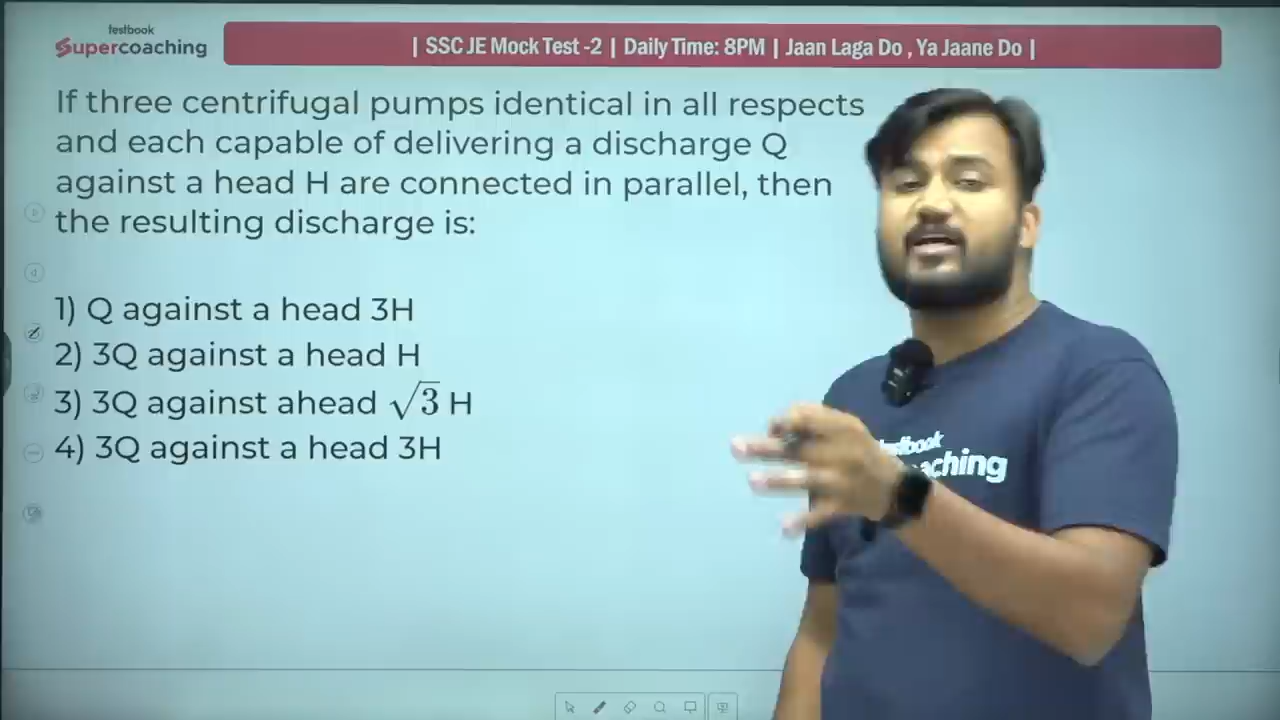 testbook
Supercoaching
| SSC JE Mock Test -2 | Daily Time: 8PM | Jaan Laga Do , Ya Jaane Do |
If three centrifugal pumps identical in all respects
and each capable of delivering a discharge Q
against a head H are connected in parallel, then
the resulting discharge is:
1) Q against a head 3H
2) 3Q against a head H
3) 3Q against ahead √3 H
4) 3Q against a head 3H